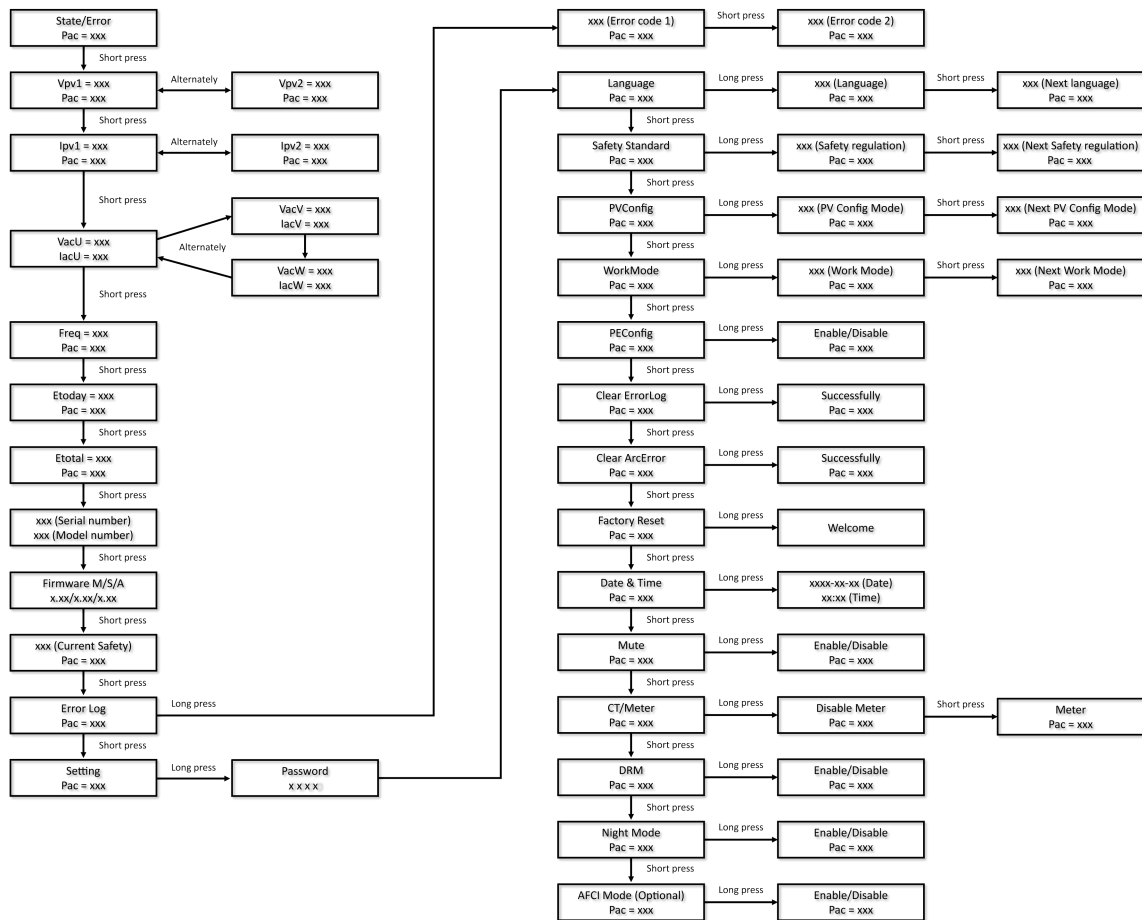 State/Error
Pac = xxx
Short press
Vpv1 = xxx
Pac = xxx
Alternately
Vpv2 = xxx
Pac = xxx
Short press
Ipv1 = xxx
Pac = xxx
Alternately
Ipv2 = xxx
Pac = xxx
Short press
VacU = xxx
IacU = xxx
VacV = xxx
IacV = xxx
Alternately
VacW = xxx
IacW = xxx
Short press
Freq = xxx
Pac = xxx
Short press
Etoday = xxx
Pac = xxx
Short press
Etotal = xxx
Pac = xxx
Short press
xxx (Serial number)
xxx (Model number)
Short press
Firmware M/S/A
x.xx/x.xx/x.xx
Short press
xxx (Current Safety)
Pac = xxx
Short press
Error Log
Pac = xxx
Long press
Short press
Setting
Pac = xxx
Long press
Password
x x x x
xxx (Error code 1)
Pac = xxx
Short press
xxx (Error code 2)
Pac = xxx
Language
Pac = xxx
Long press
xxx (Language)
Pac = xxx
Short press
xxx (Next language)
Pac = xxx
Short press
Safety Standard
Pac = xxx
Long press
xxx (Safety regulation)
Pac = xxx
Short press
xxx (Next Safety regulation)
Pac = xxx
Short press
PVConfig
Pac = xxx
Long press
xxx (PV Config Mode)
Pac = xxx
Short press
xxx (Next PV Config Mode)
Pac = xxx
Short press
WorkMode
Pac = xxx
Long press
xxx (Work Mode)
Pac = xxx
Short press
xxx (Next Work Mode)
Pac = xxx
Short press
PEConfig
Pac = xxx
Long press
Enable/Disable
Pac = xxx
Short press
Clear ErrorLog
Pac = xxx
Long press
Successfully
Pac = xxx
Short press
Clear ArcError
Pac = xxx
Long press
Successfully
Pac = xxx
Short press
Factory Reset
Pac = xxx
Long press
Welcome
Short press
Date & Time
Pac = xxx
Long press
xxxx-xx-xx (Date)
xx:xx (Time)
Short press
Mute
Pac = xxx
Long press
Enable/Disable
Pac = xxx
Short press
CT/Meter
Pac = xxx
Long press
Disable Meter
Pac = xxx
Short press
Meter
Pac = xxx
Short press
DRM
Pac = xxx
Long press
Enable/Disable
Pac = xxx
Short press
Night Mode
Pac = xxx
Long press
Enable/Disable
Pac = xxx
Short press
AFCI Mode (Optional)
Pac = xxx
Long press
Enable/Disable
Pac = xxx